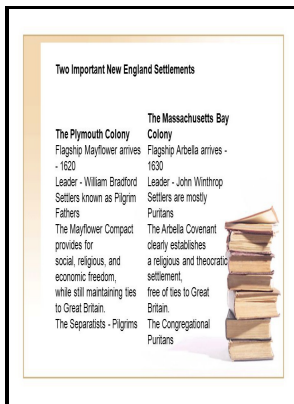 Two Important New England Settlements
The Plymouth Colony
Flagship Mayflower arives
- 1620
Leader - William Bradford
Settlers known as Pilgrim
Fathers
The Mayflower Compact
provides for
social, religious, and
economic freedom,
while still maintaining ties
to Great Britain.
The Separatists - Pilgrims
The Massachusetts Bay
Colony
Flagship Arbella arrives -
1630
Leader - John Winthrop
Settlers are mostly
Puritans
The Arbella Covenant
clearly establishes
a religious and theocratic
settlement,
free of ties to Great
Britain.
The Congregational
Puritans